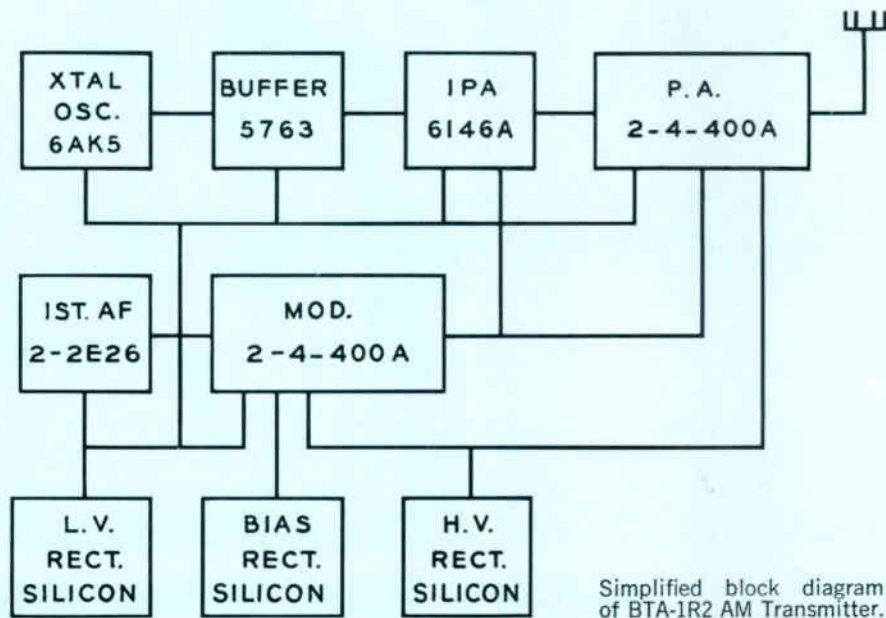 XTAL
OSC.
6AK5
BUFFER
5763
IPA
6146A
P. A.
2-4-400A
1ST. AF
2-2E26
MOD.
2-4-400A
L.V.
RECT.
SILICON
BIAS
RECT.
SILICON
H.V.
RECT.
SILICON
Simplified block diagram
of BTA-1R2 AM Transmitter.